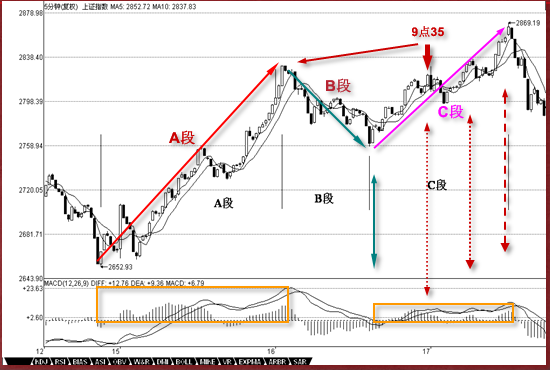 5分钟(复权) 上证指数 MA5: 2852.72 MA10: 2837.83
2878.98
2869.19
9点35
2838.40
B段
A段
C段
2798.39
2758.94
2720.05
A段
B段
C段
2681.71
2652.93
2643.90
MACD(12,26,9) DIFF: +12.76 DEA: +9.36 MACD: +6.79
+23.63
+2.60
12 15 16 17
KDJ RSI BIAS ASI OBV W&R DMI BOLL MIKE VR EXPMA ARBR SAR